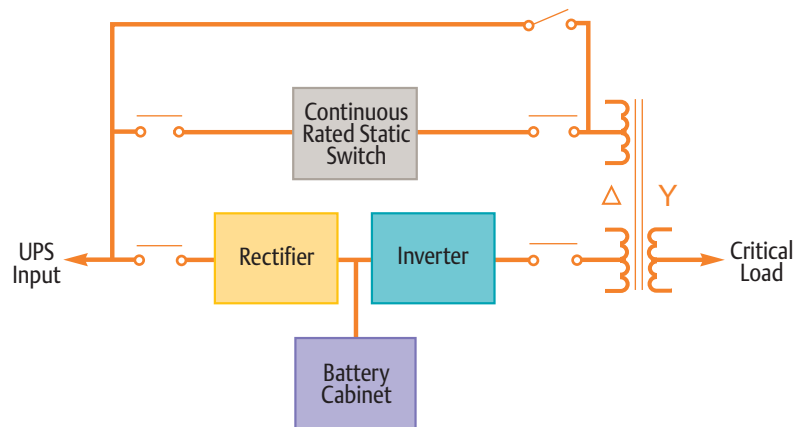 Continuous
Rated Static
Switch
Δ
Y
UPS
Input
Rectifier
Inverter
Critical
Load
Battery
Cabinet